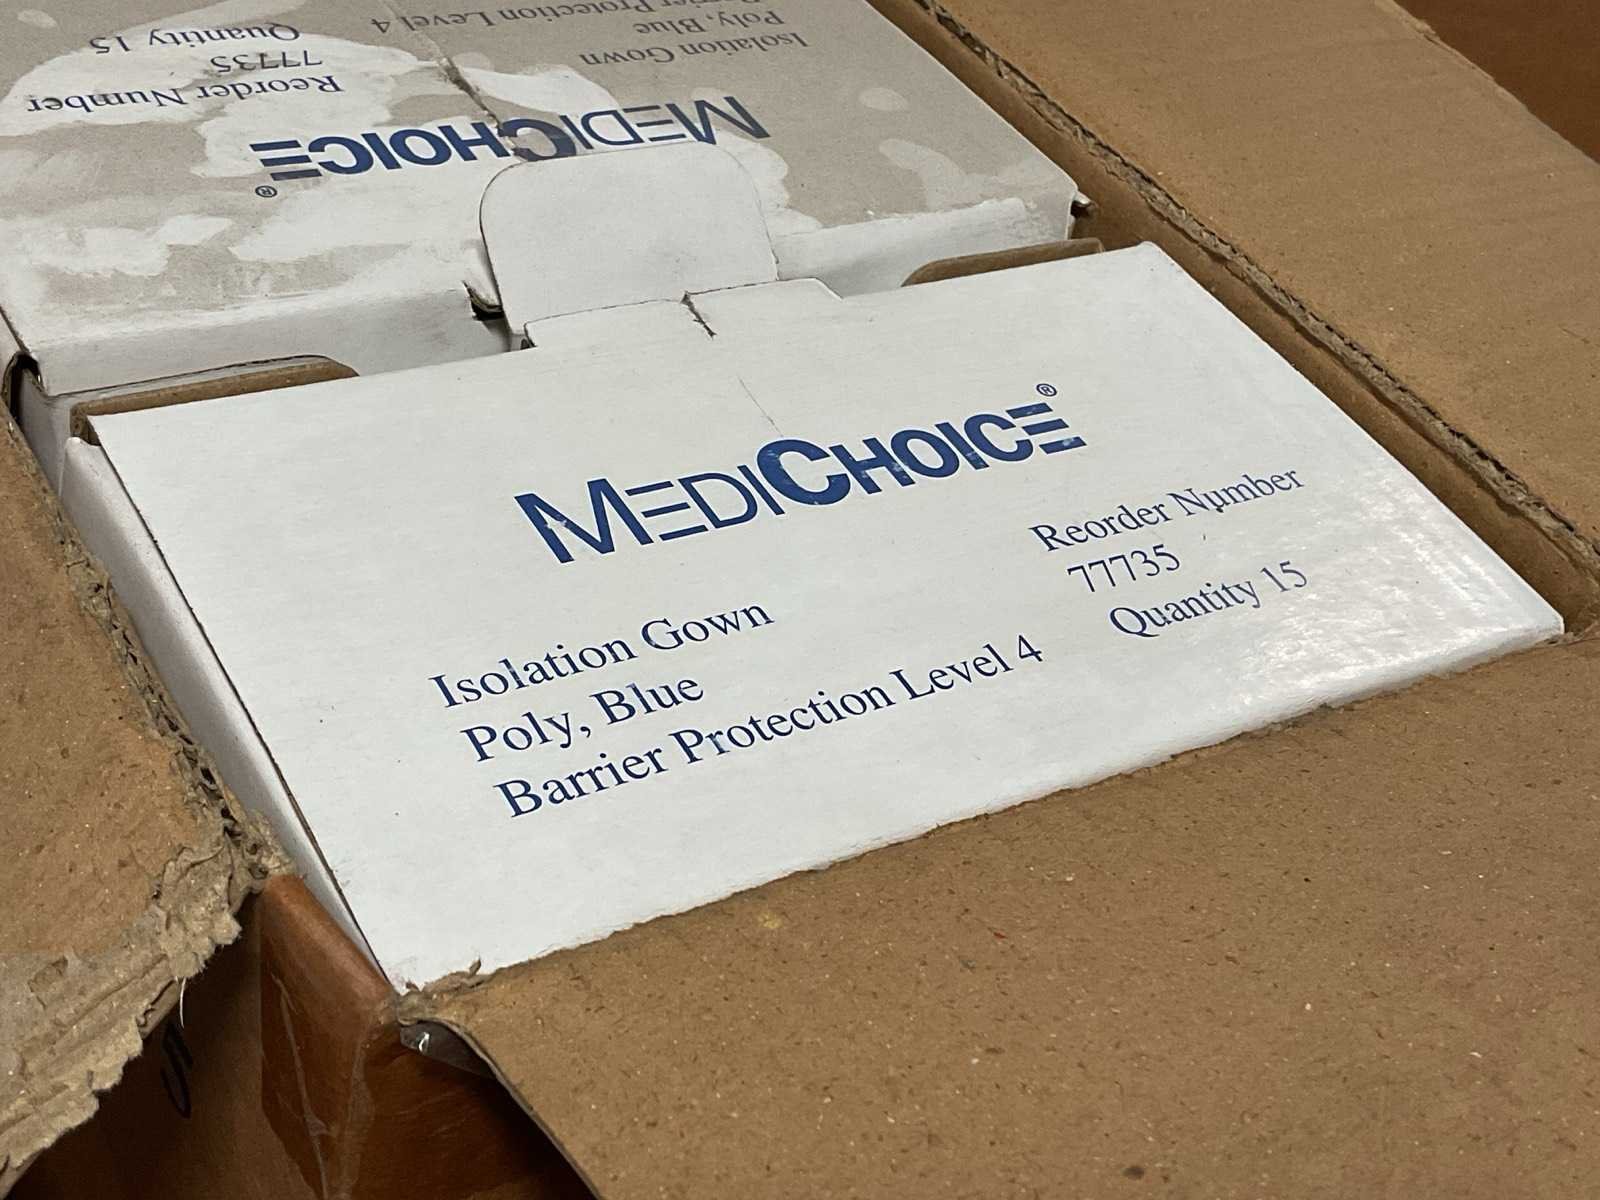 Isolation Gown
Poly, Blue
Barrier Protection Level 4
Reorder Number
77735
Quantity 15
MEDICHOICE®
MEDICHOICE®
Isolation Gown
Poly, Blue
Barrier Protection Level 4
Reorder Number
77735
Quantity 15